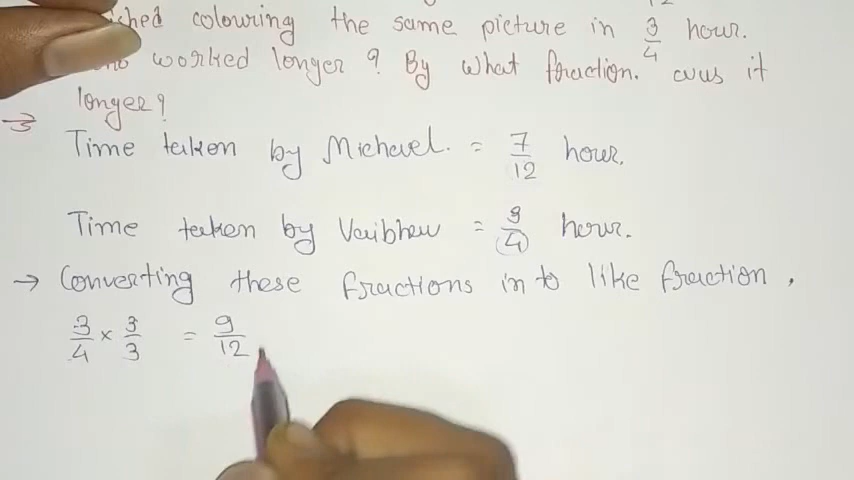 colouring the same picture in 3/4 hour.
worked longer ? By what fraction. was it
longer ?
→ Time taken by Michael. = 7/12 hour.
Time taken by Vaibhav = 3/4 hour.
→ Converting these fractions in to like fraction,
3/4 × 3/3 = 9/12